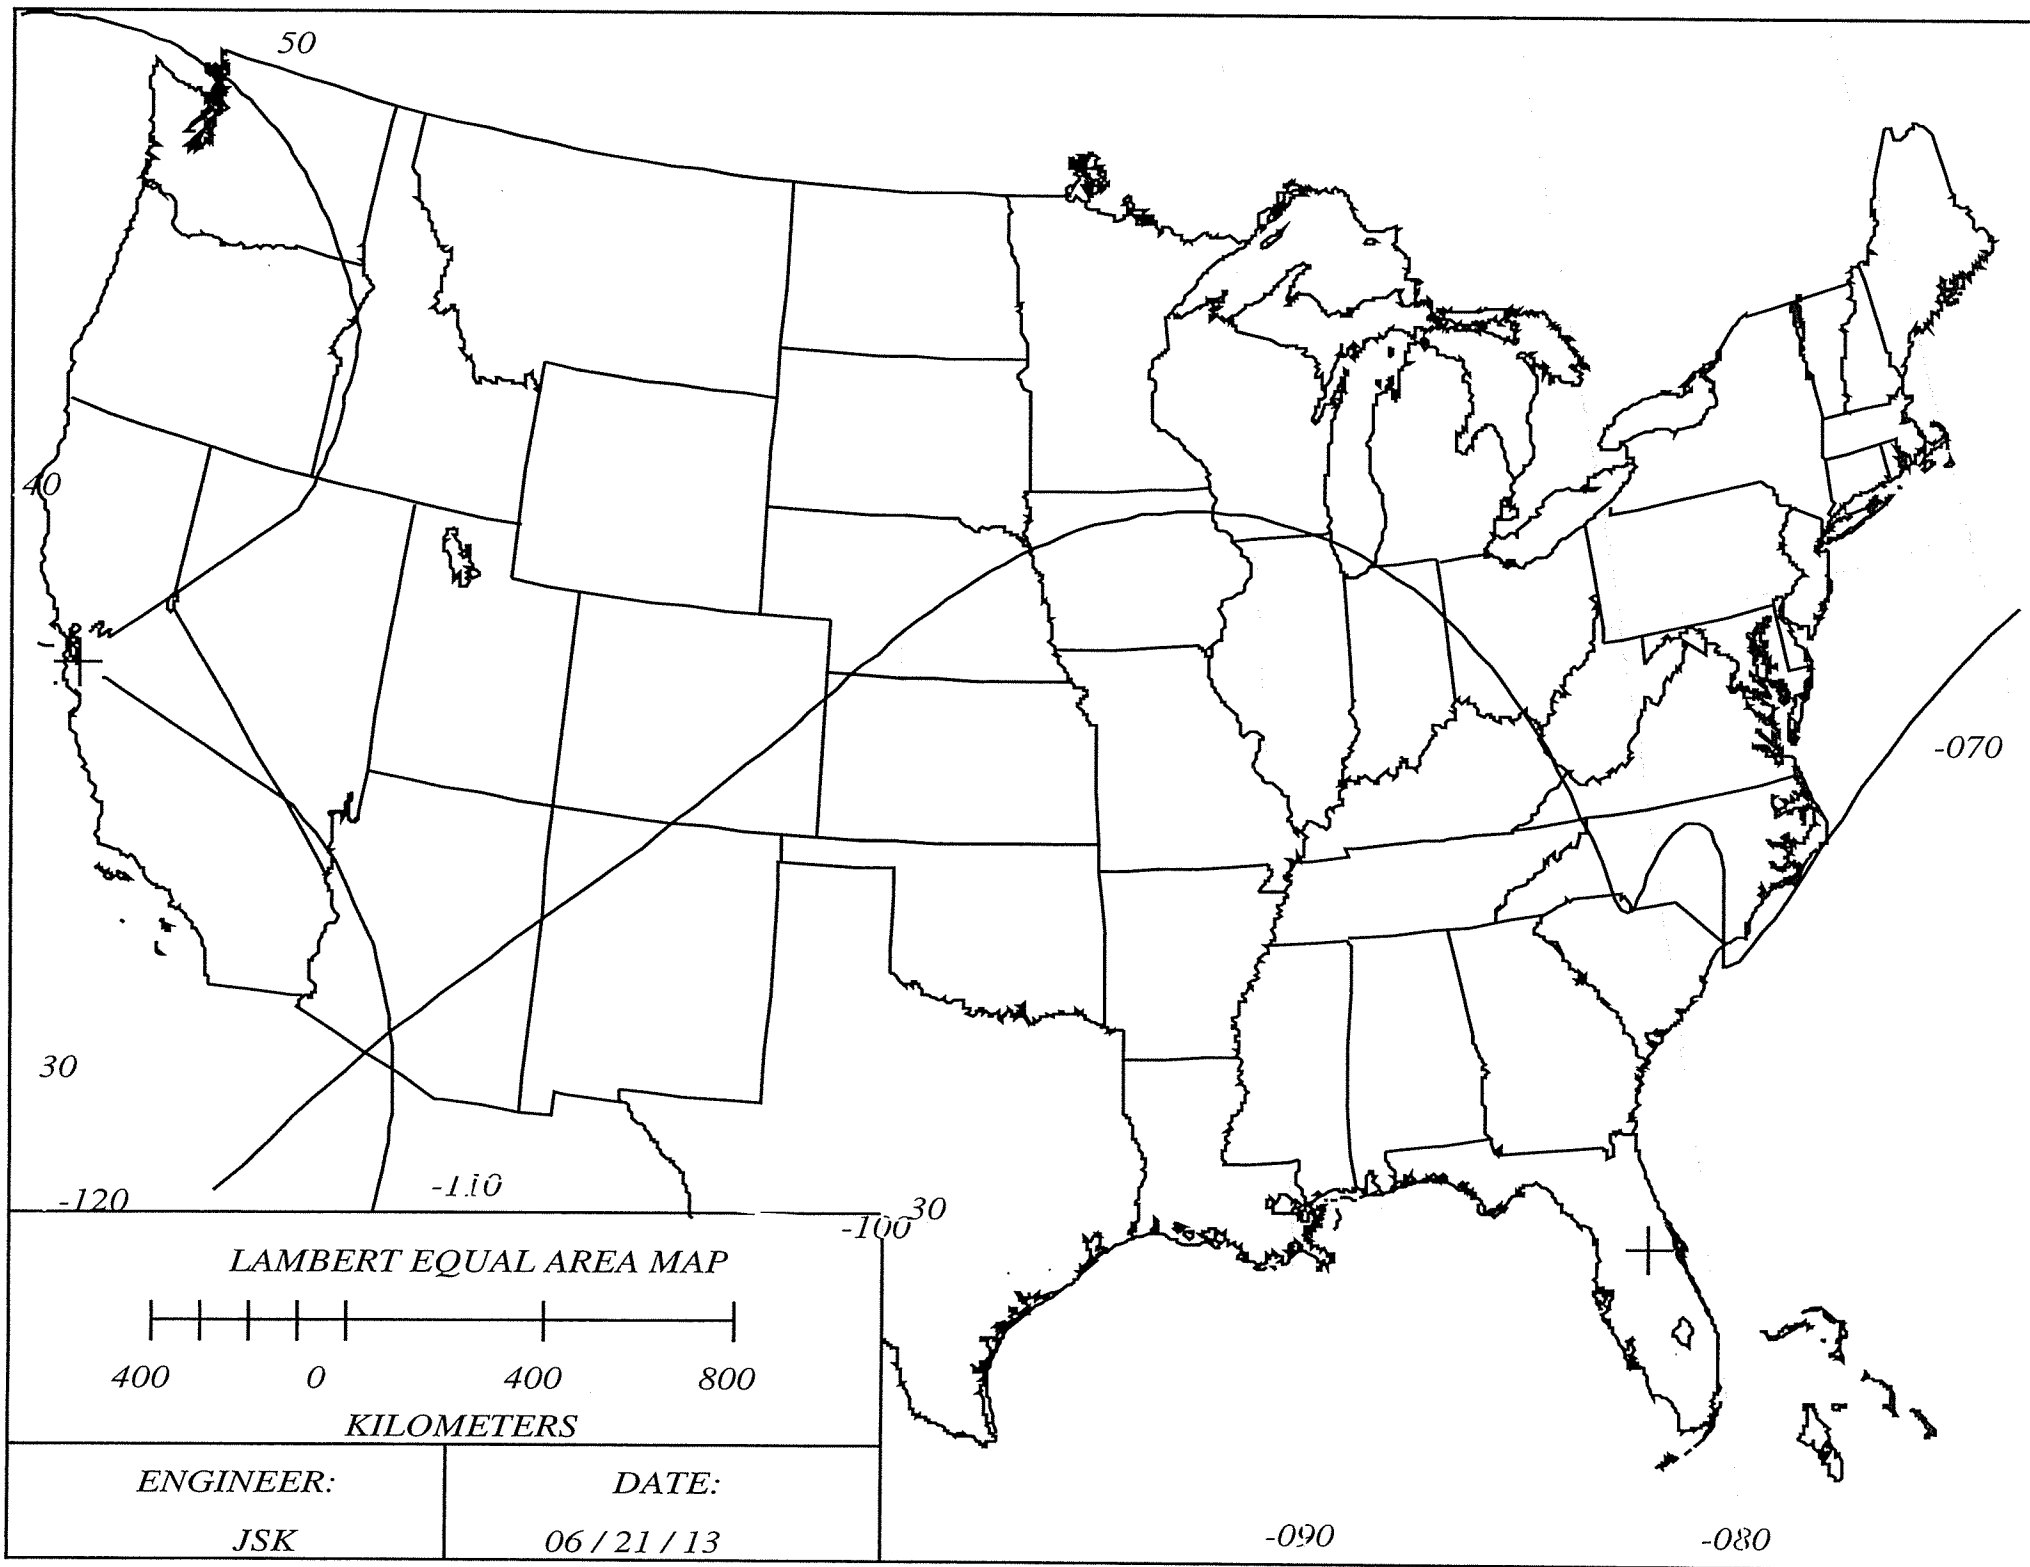 50
40
-070
30
-120
-110
-100
30
LAMBERT EQUAL AREA MAP
400 0 400 800
KILOMETERS
ENGINEER: DATE:
JSK 06 / 21 / 13
-090 -080